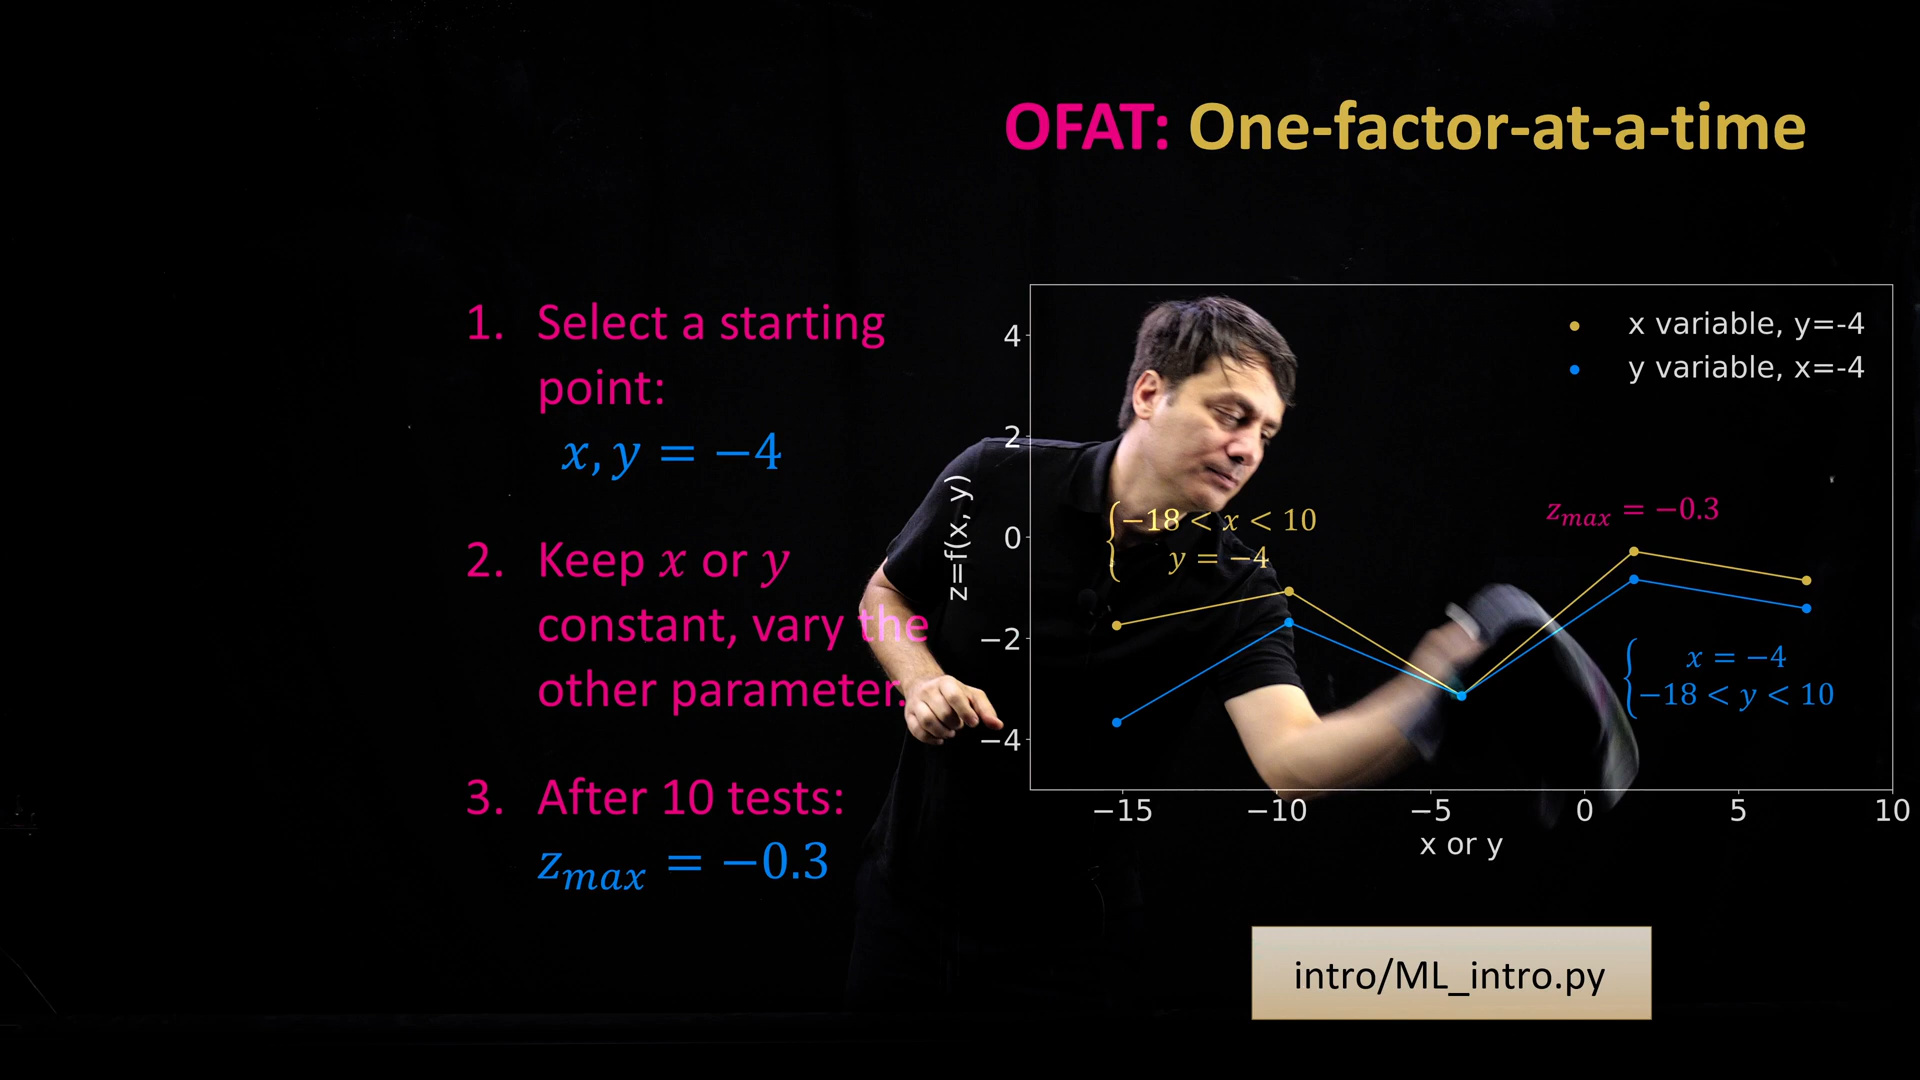 OFAT: One-factor-at-a-time
1. Select a starting
point:
x, y = −4
2. Keep x or y
constant, vary the
other parameter.
3. After 10 tests:
z_max = −0.3
z=f(x, y)
4
2
0
−2
−4
x variable, y=-4
y variable, x=-4
{−18 < x < 10
y = −4
z_max = −0.3
{x = −4
−18 < y < 10
−15 −10 −5 0 5 10
x or y
intro/ML_intro.py